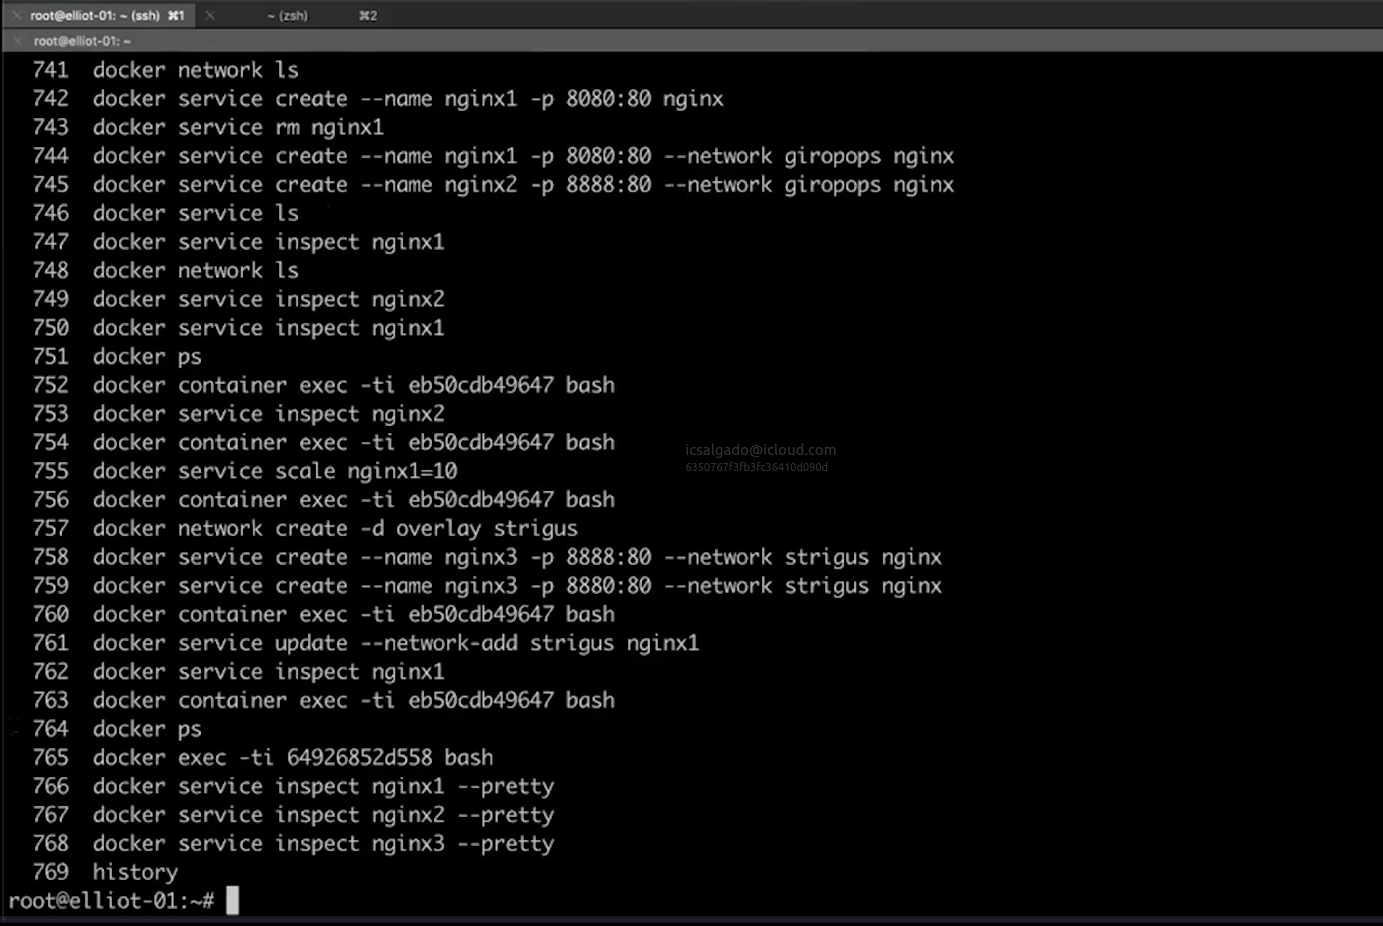 root@elliot-01: ~ (ssh) ⌘1 ~ (zsh) ⌘2
root@elliot-01: ~
741 docker network ls
742 docker service create --name nginx1 -p 8080:80 nginx
743 docker service rm nginx1
744 docker service create --name nginx1 -p 8080:80 --network giropops nginx
745 docker service create --name nginx2 -p 8888:80 --network giropops nginx
746 docker service ls
747 docker service inspect nginx1
748 docker network ls
749 docker service inspect nginx2
750 docker service inspect nginx1
751 docker ps
752 docker container exec -ti eb50cdb49647 bash
753 docker service inspect nginx2
754 docker container exec -ti eb50cdb49647 bash
icsalgado@icloud.com
6350767f3fb3fc36410d090d
755 docker service scale nginx1=10
756 docker container exec -ti eb50cdb49647 bash
757 docker network create -d overlay strigus
758 docker service create --name nginx3 -p 8888:80 --network strigus nginx
759 docker service create --name nginx3 -p 8880:80 --network strigus nginx
760 docker container exec -ti eb50cdb49647 bash
761 docker service update --network-add strigus nginx1
762 docker service inspect nginx1
763 docker container exec -ti eb50cdb49647 bash
764 docker ps
765 docker exec -ti 64926852d558 bash
766 docker service inspect nginx1 --pretty
767 docker service inspect nginx2 --pretty
768 docker service inspect nginx3 --pretty
769 history
root@elliot-01:~#